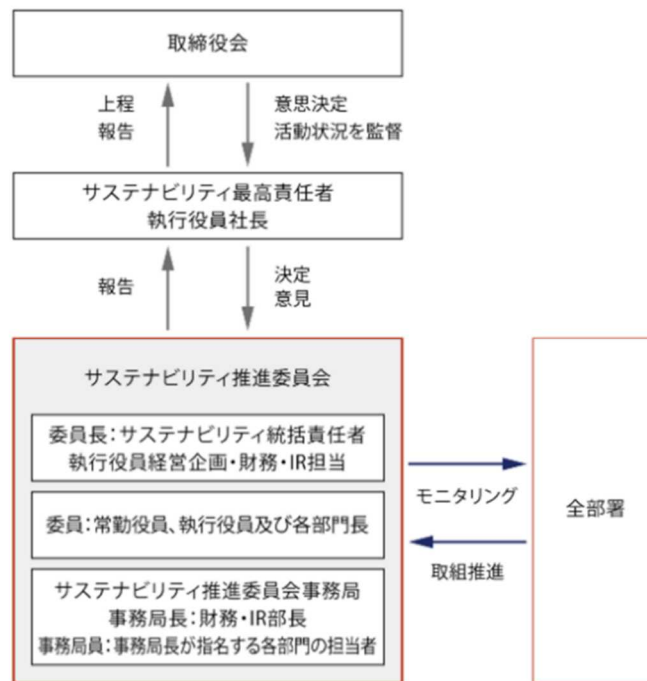 取締役会
上程
報告
意思決定
活動状況を監督
サステナビリティ最高責任者
執行役員社長
報告
決定
意見
サステナビリティ推進委員会
委員長：サステナビリティ統括責任者
執行役員経営企画・財務・IR担当
委員：常勤役員、執行役員及び各部門長
サステナビリティ推進委員会事務局
事務局長：財務・IR部長
事務局員：事務局長が指名する各部門の担当者
モニタリング
取組推進
全部署